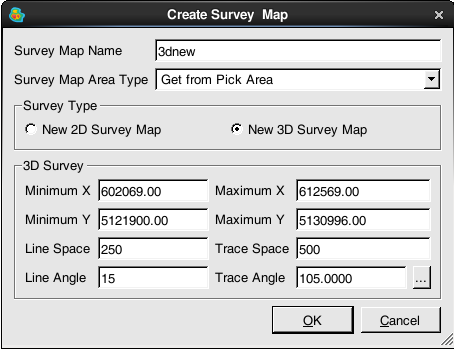 Create Survey Map
Survey Map Name 3dnew
Survey Map Area Type Get from Pick Area
Survey Type
New 2D Survey Map New 3D Survey Map
3D Survey
Minimum X 602069.00 Maximum X 612569.00
Minimum Y 5121900.00 Maximum Y 5130996.00
Line Space 250 Trace Space 500
Line Angle 15 Trace Angle 105.0000 ...
OK Cancel